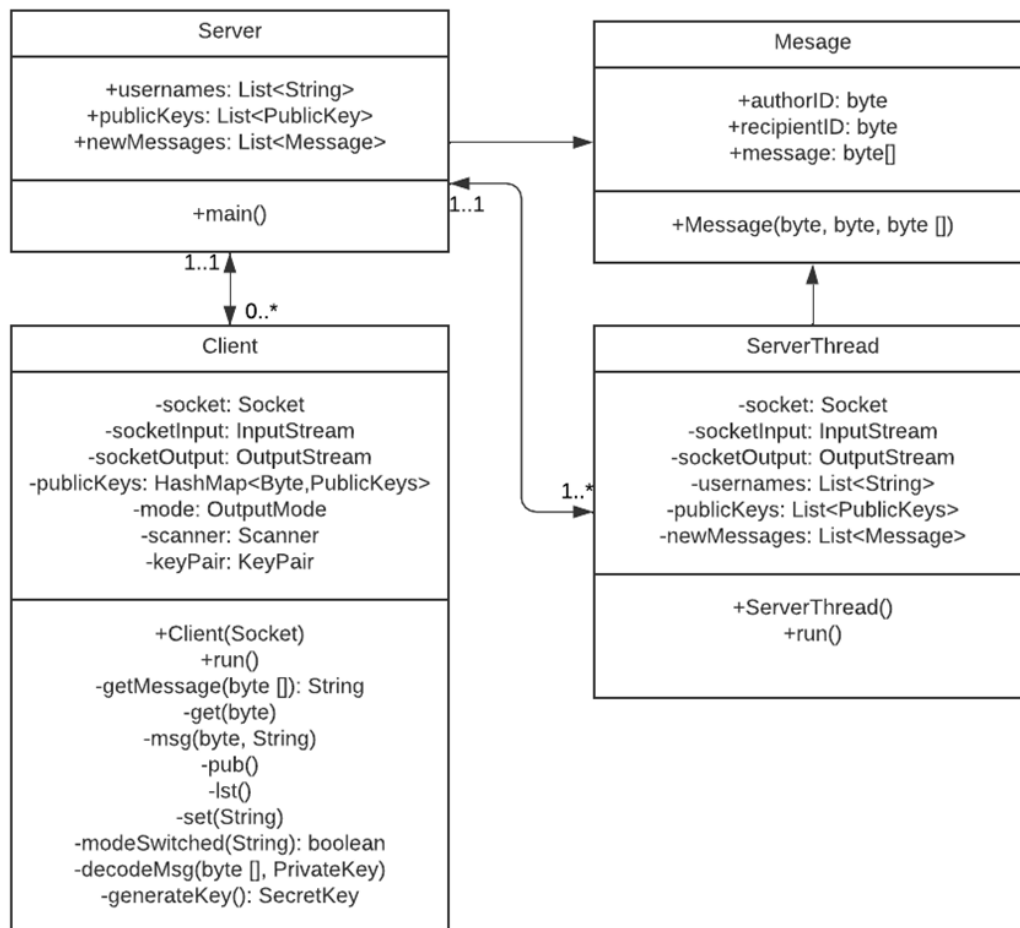 Server
+usernames: List<String>
+publicKeys: List<PublicKey>
+newMessages: List<Message>
+main()
Mesage
+authorID: byte
+recipientID: byte
+message: byte[]
+Message(byte, byte, byte [])
1..1
1..1
0..*
1..*
Client
-socket: Socket
-socketInput: InputStream
-socketOutput: OutputStream
-publicKeys: HashMap<Byte,PublicKeys>
-mode: OutputMode
-scanner: Scanner
-keyPair: KeyPair
+Client(Socket)
+run()
-getMessage(byte []): String
-get(byte)
-msg(byte, String)
-pub()
-lst()
-set(String)
-modeSwitched(String): boolean
-decodeMsg(byte [], PrivateKey)
-generateKey(): SecretKey
ServerThread
-socket: Socket
-socketInput: InputStream
-socketOutput: OutputStream
-usernames: List<String>
-publicKeys: List<PublicKeys>
-newMessages: List<Message>
+ServerThread()
+run()